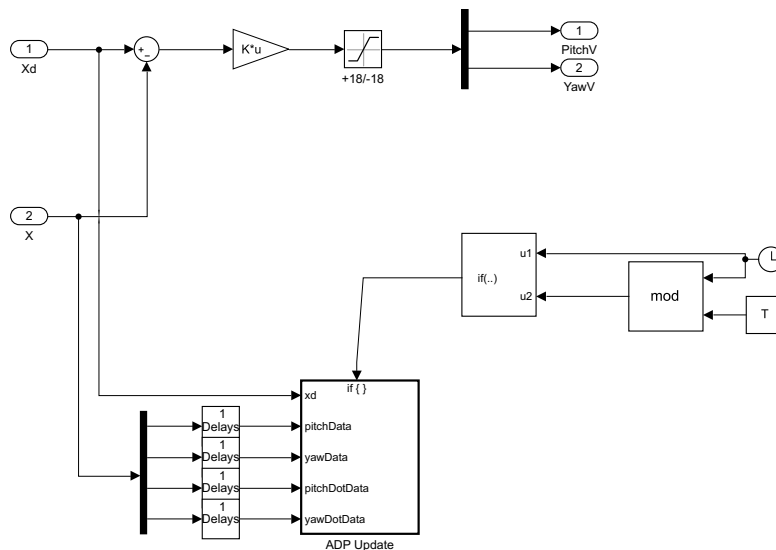 1
Xd
+
−
K*u
+18/-18
1
PitchV
2
YawV
2
X
if(..)
u1
u2
mod
T
if { }
xd
pitchData
yawData
pitchDotData
yawDotData
1
Delays
1
Delays
1
Delays
1
Delays
ADP Update